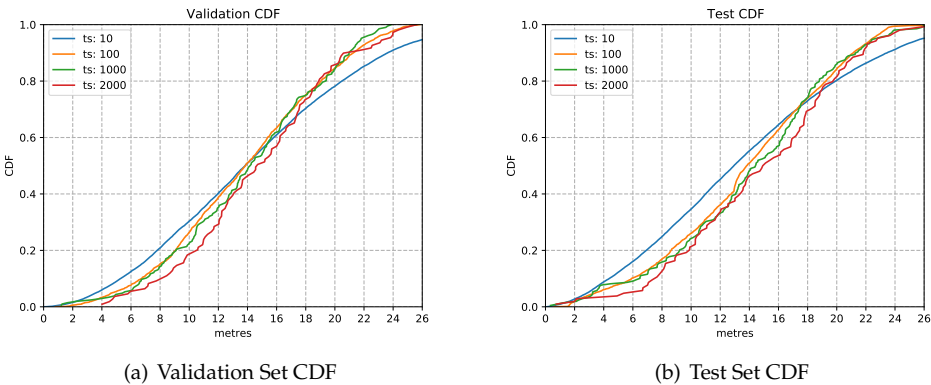 Validation CDF
1.0
0.8
0.6
0.4
0.2
0.0
CDF
ts: 10
ts: 100
ts: 1000
ts: 2000
0 2 4 6 8 10 12 14 16 18 20 22 24 26
metres
(a) Validation Set CDF
Test CDF
1.0
0.8
0.6
0.4
0.2
0.0
CDF
ts: 10
ts: 100
ts: 1000
ts: 2000
0 2 4 6 8 10 12 14 16 18 20 22 24 26
metres
(b) Test Set CDF